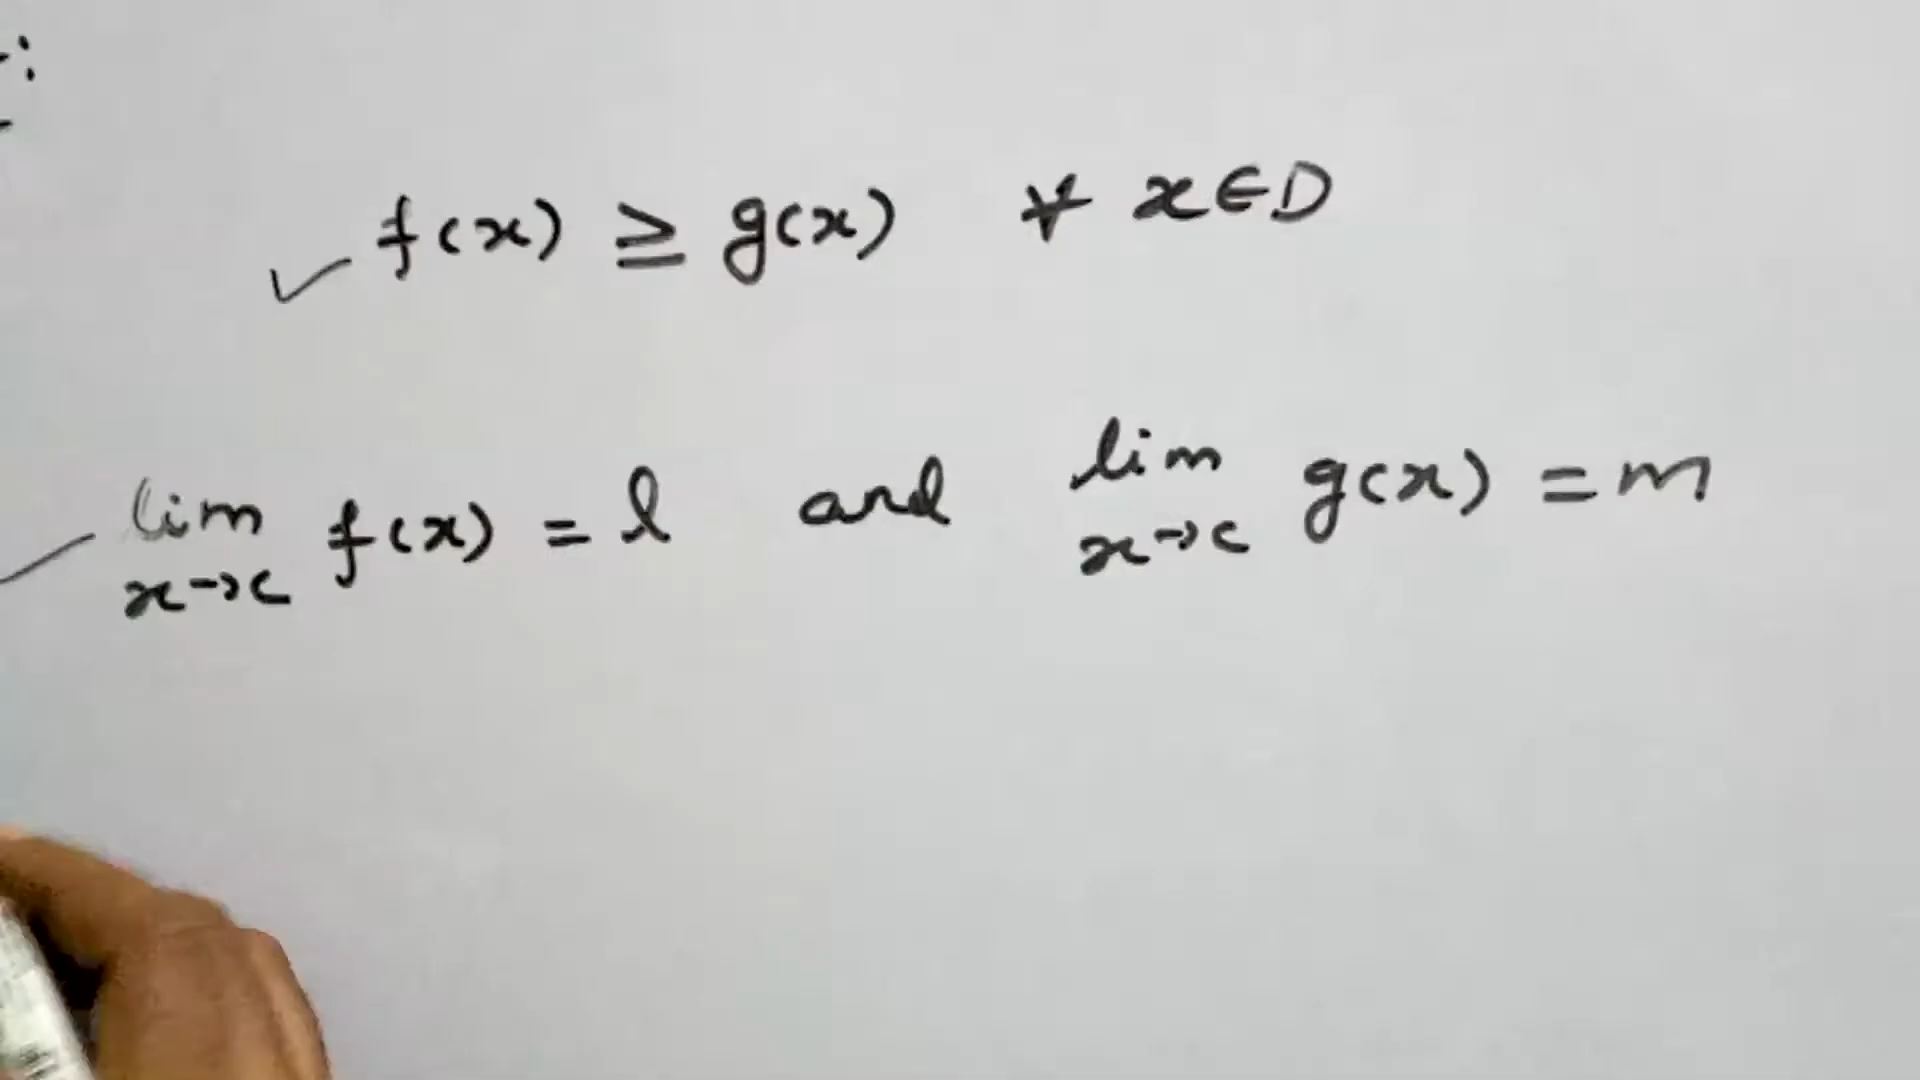 f(x) ≥ g(x) ∀ x∈D
lim x→c f(x) = l and lim x→c g(x) = m